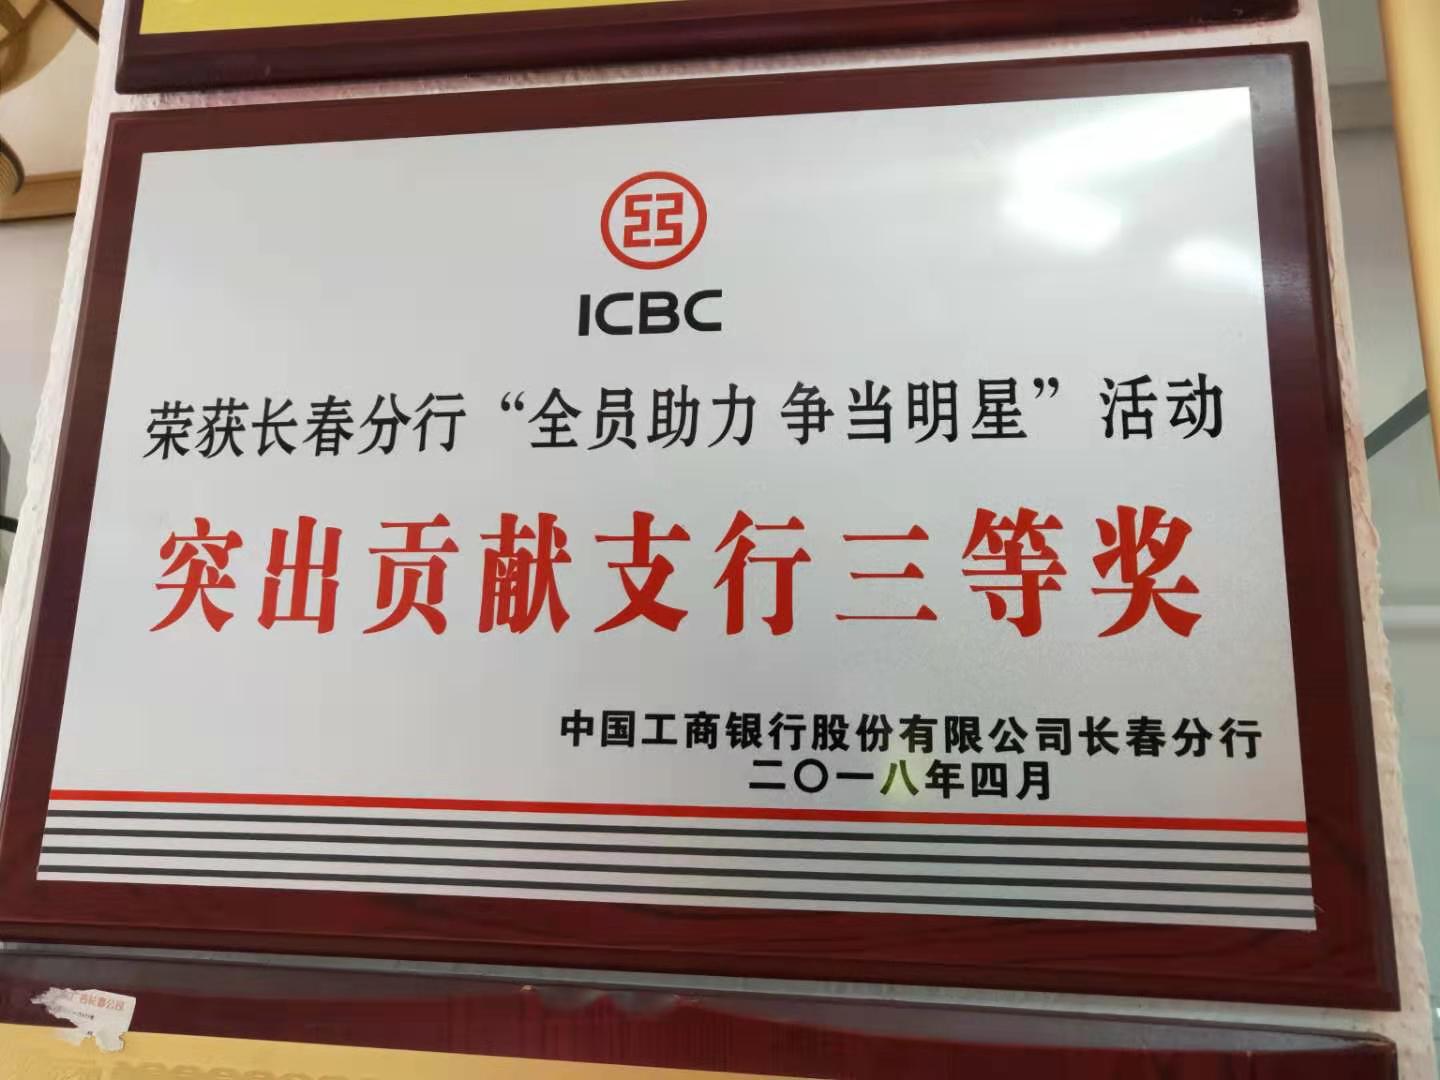 ICBC
荣获长春分行“全员助力 争当明星”活动
突出贡献支行三等奖
中国工商银行股份有限公司长春分行
二〇一八年四月